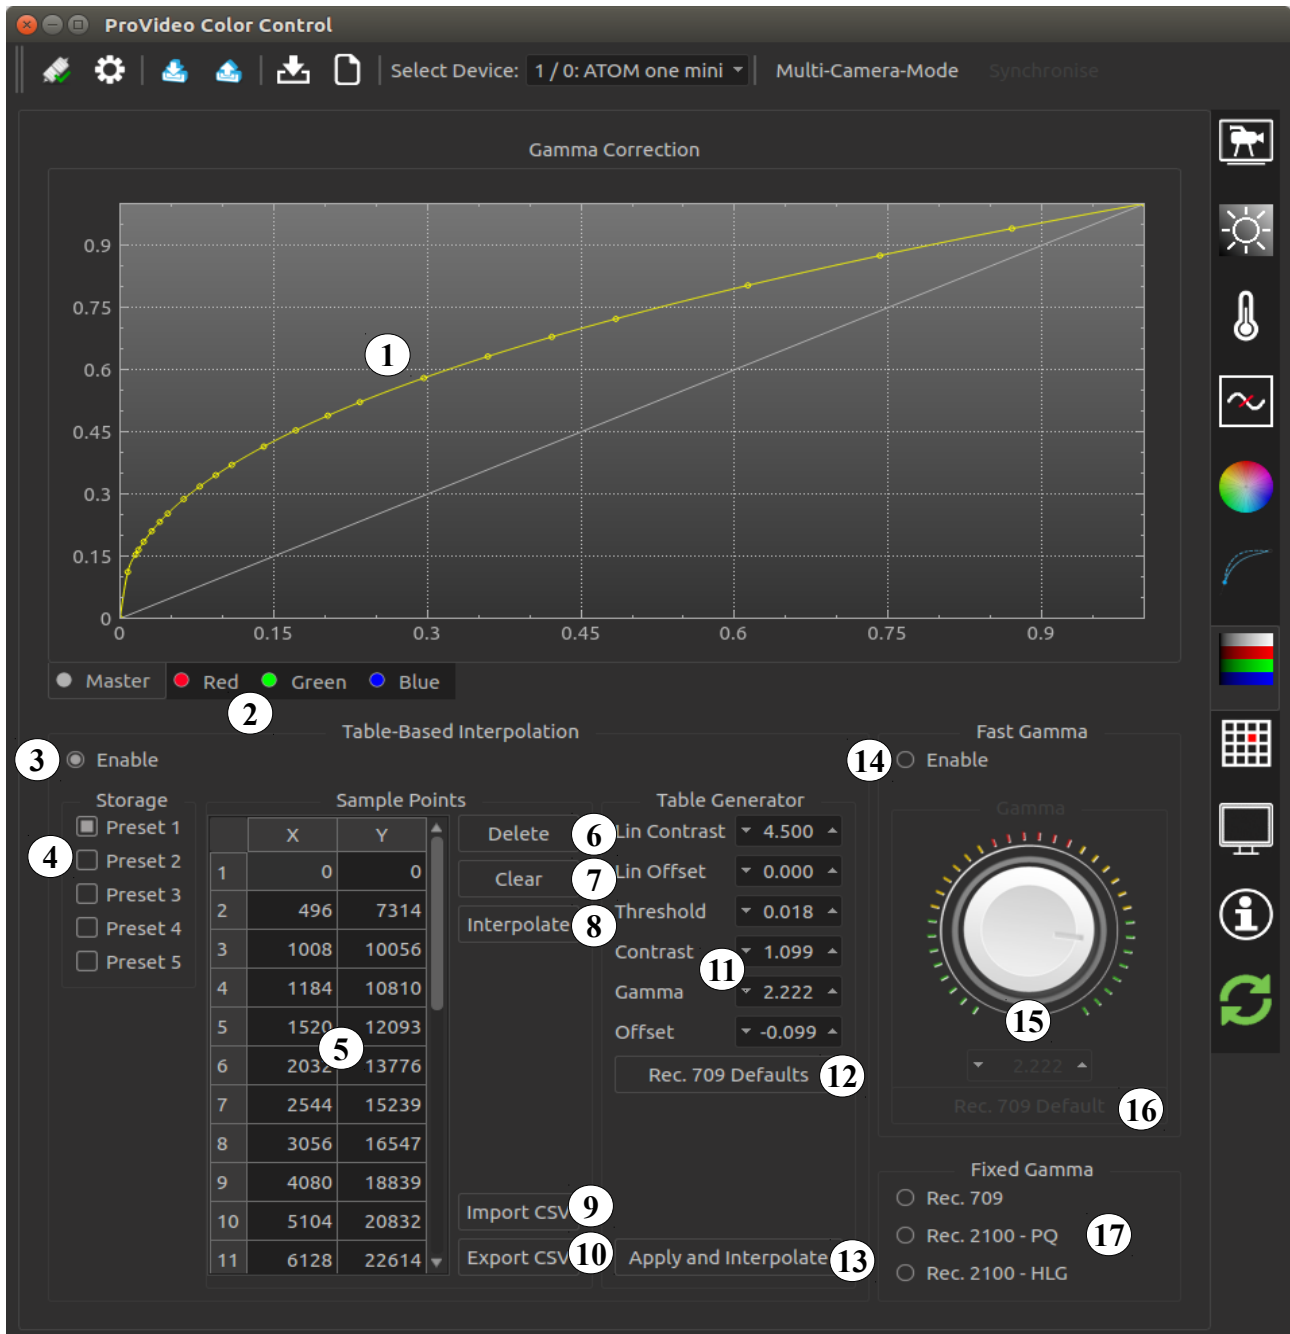 ProVideo Color Control
Select Device: 1 / 0: ATOM one mini Multi-Camera-Mode Synchronise
Gamma Correction
0.9
0.75
0.6
0.45
0.3
0.15
0
0 0.15 0.3 0.45 0.6 0.75 0.9
1
Master Red Green Blue
2
Table-Based Interpolation
3 Enable
Storage
Preset 1
4 Preset 2
Preset 3
Preset 4
Preset 5
Sample Points
X Y
1 0 0
2 496 7314
3 1008 10056
4 1184 10810
5 1520 12093
6 2032 13776
7 2544 15239
8 3056 16547
9 4080 18839
10 5104 20832
11 6128 22614
5
Delete 6
Clear 7
Interpolate 8
Import CSV 9
Export CSV 10
Table Generator
Lin Contrast 4.500
Lin Offset 0.000
Threshold 0.018
Contrast 1.099
11
Gamma 2.222
Offset -0.099
Rec. 709 Defaults 12
Apply and Interpolate 13
Fast Gamma
14 Enable
Gamma
15
2.222
Rec. 709 Default 16
Fixed Gamma
Rec. 709
Rec. 2100 - PQ 17
Rec. 2100 - HLG